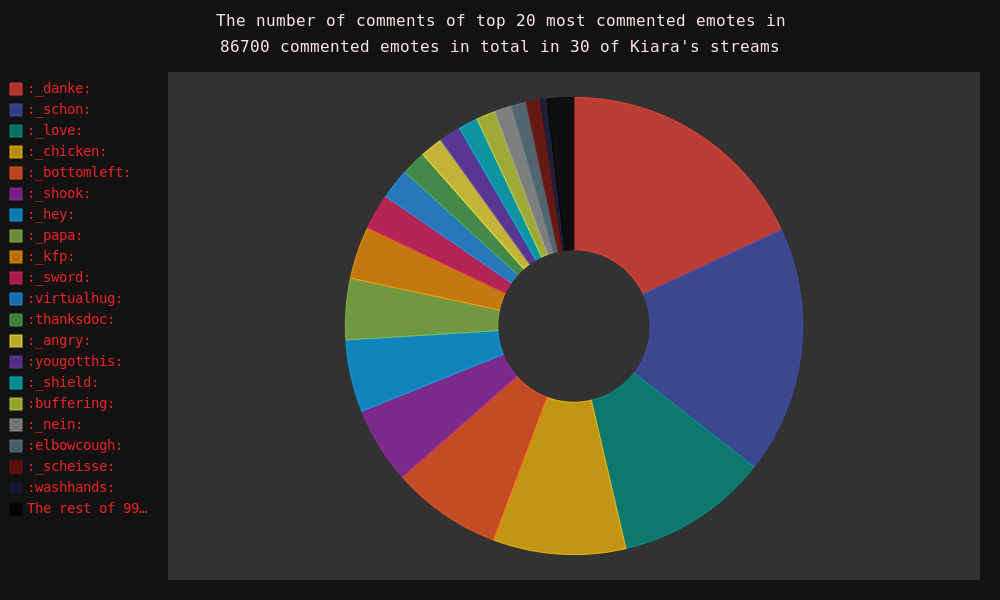 The number of comments of top 20 most commented emotes in
86700 commented emotes in total in 30 of Kiara's streams
:_danke:
:_schon:
:_love:
:_chicken:
:_bottomleft:
:_shook:
:_hey:
:_papa:
:_kfp:
:_sword:
:virtualhug:
:thanksdoc:
:_angry:
:yougotthis:
:_shield:
:buffering:
:_nein:
:elbowcough:
:_scheisse:
:washhands:
The rest of 99…